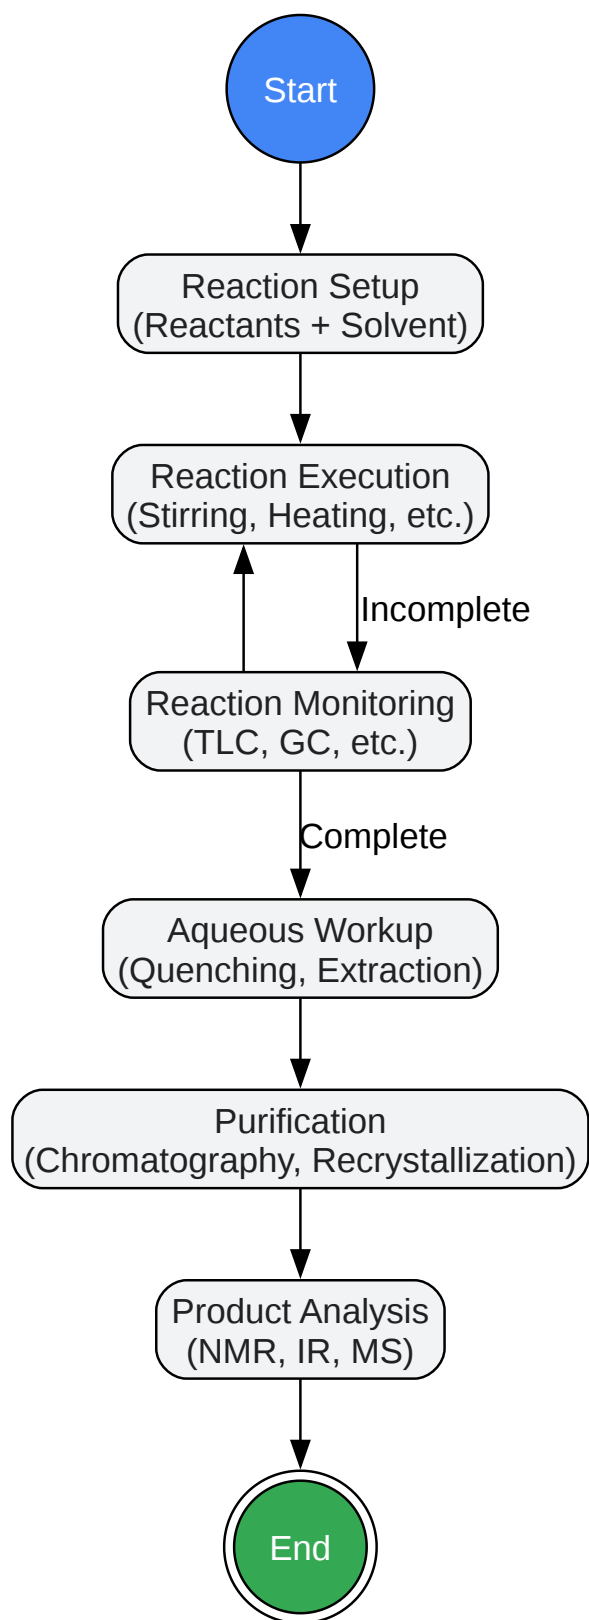 Start
Reaction Setup
(Reactants + Solvent)
Reaction Execution
(Stirring, Heating, etc.)
Incomplete
Reaction Monitoring
(TLC, GC, etc.)
Complete
Aqueous Workup
(Quenching, Extraction)
Purification
(Chromatography, Recrystallization)
Product Analysis
(NMR, IR, MS)
End